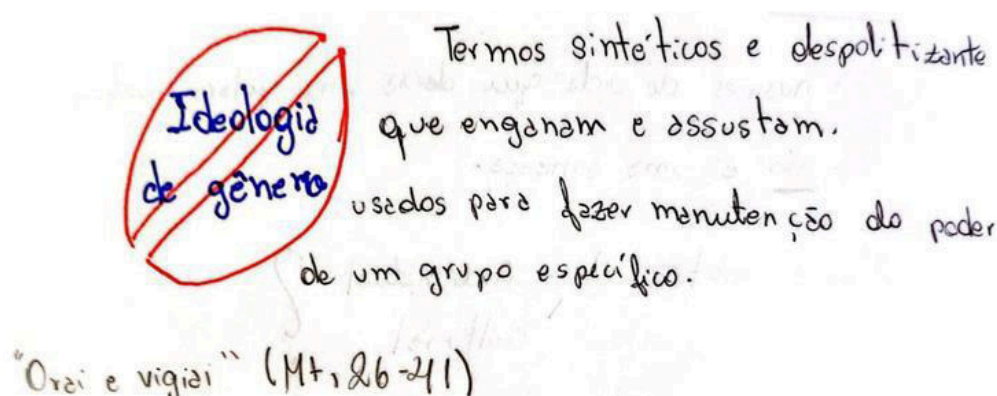 Ideologia
de gênero
Termos sintéticos e despolitizante
que enganam e assustam.
usados para fazer manutenção do poder
de um grupo específico.
"Orai e vigiai" (Mt, 26-41)